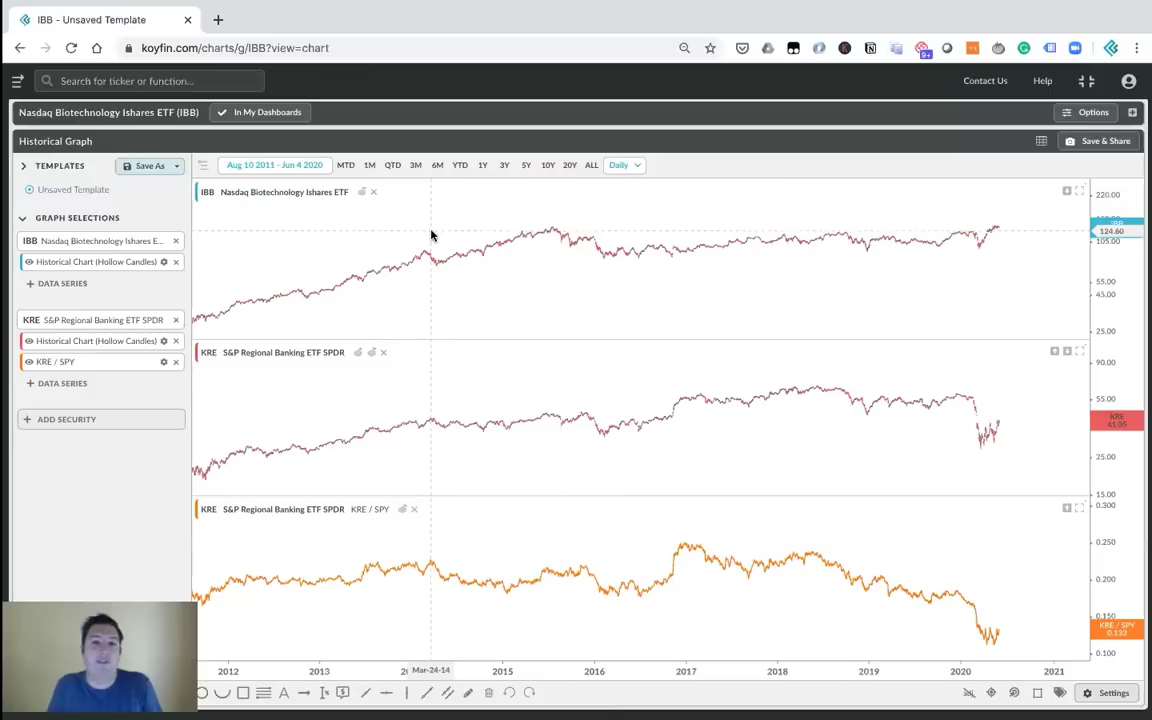 IBB - Unsaved Template
koyfin.com/charts/g/IBB?view=chart
9+
Search for ticker or function...
Contact Us
Help
Nasdaq Biotechnology Ishares ETF (IBB)
In My Dashboards
Options
Historical Graph
Save & Share
TEMPLATES
Save As
Aug 10 2011 - Jun 4 2020
MTD
1M
QTD
3M
6M
YTD
1Y
3Y
5Y
10Y
20Y
ALL
Daily
Unsaved Template
GRAPH SELECTIONS
IBB Nasdaq Biotechnology Ishares E...
Historical Chart (Hollow Candles)
+ DATA SERIES
KRE S&P Regional Banking ETF SPDR
Historical Chart (Hollow Candles)
KRE / SPY
+ DATA SERIES
+ ADD SECURITY
IBB Nasdaq Biotechnology Ishares ETF
220.00
IBB
124.60
105.00
55.00
45.00
25.00
KRE S&P Regional Banking ETF SPDR
90.00
55.00
KRE
41.05
25.00
15.00
KRE S&P Regional Banking ETF SPDR KRE / SPY
0.300
0.250
0.200
0.150
KRE / SPY
0.133
0.100
2012
2013
Mar-24-14
2015
2016
2017
2018
2019
2020
2021
Settings